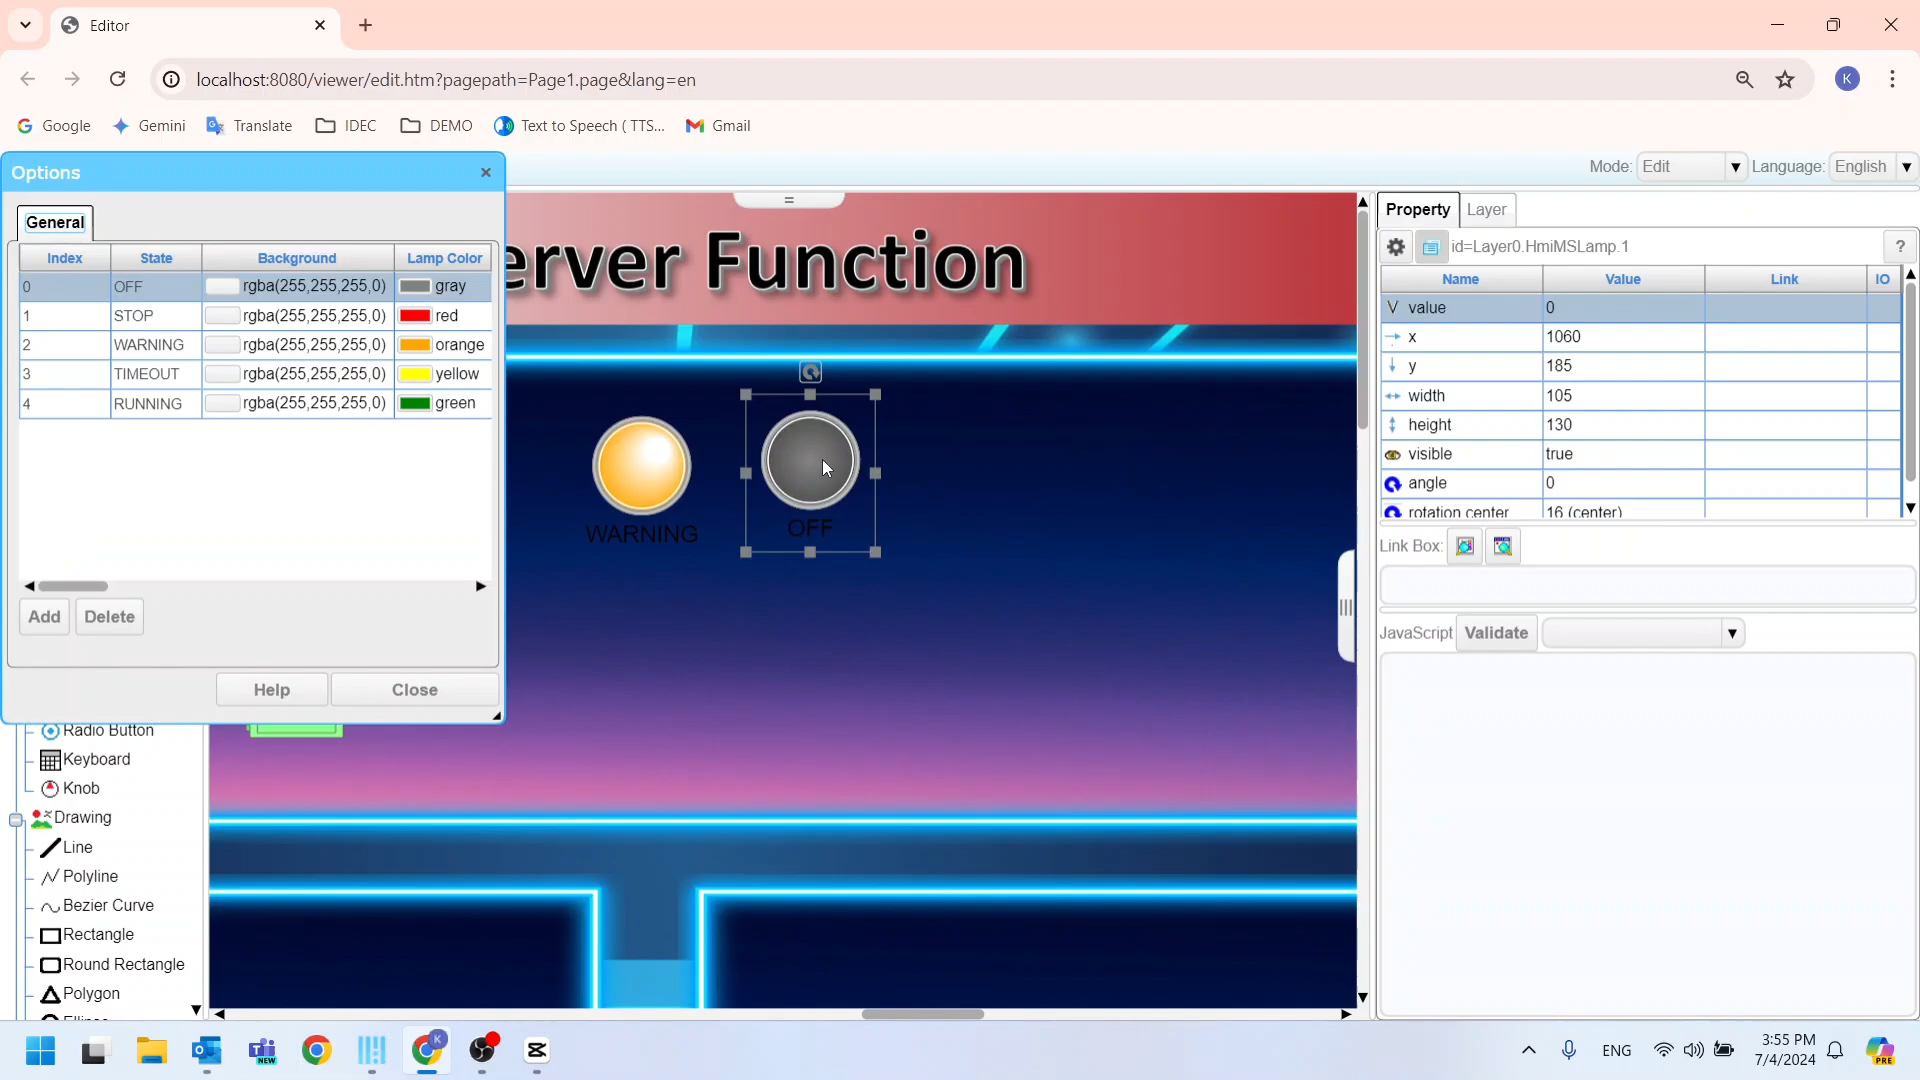 Editor
localhost:8080/viewer/edit.htm?pagepath=Page1.page&lang=en
K
Google Gemini Translate IDEC DEMO Text to Speech ( TTS... Gmail
Options
Mode: Edit Language: English
General
Index State Background Lamp Color
0 OFF rgba(255,255,255,0) gray
1 STOP rgba(255,255,255,0) red
2 WARNING rgba(255,255,255,0) orange
3 TIMEOUT rgba(255,255,255,0) yellow
4 RUNNING rgba(255,255,255,0) green
Add Delete
Help Close
erver Function
WARNING
OFF
Property Layer
id=Layer0.HmiMSLamp.1 ?
Name Value Link IO
V value 0
x 1060
y 185
width 105
height 130
visible true
angle 0
rotation center 16 (center)
Link Box:
JavaScript Validate
Radio Button
Keyboard
Knob
Drawing
Line
Polyline
Bezier Curve
Rectangle
Round Rectangle
Polygon
Ellipse
NEW
K
ENG
3:55 PM
7/4/2024
PRE